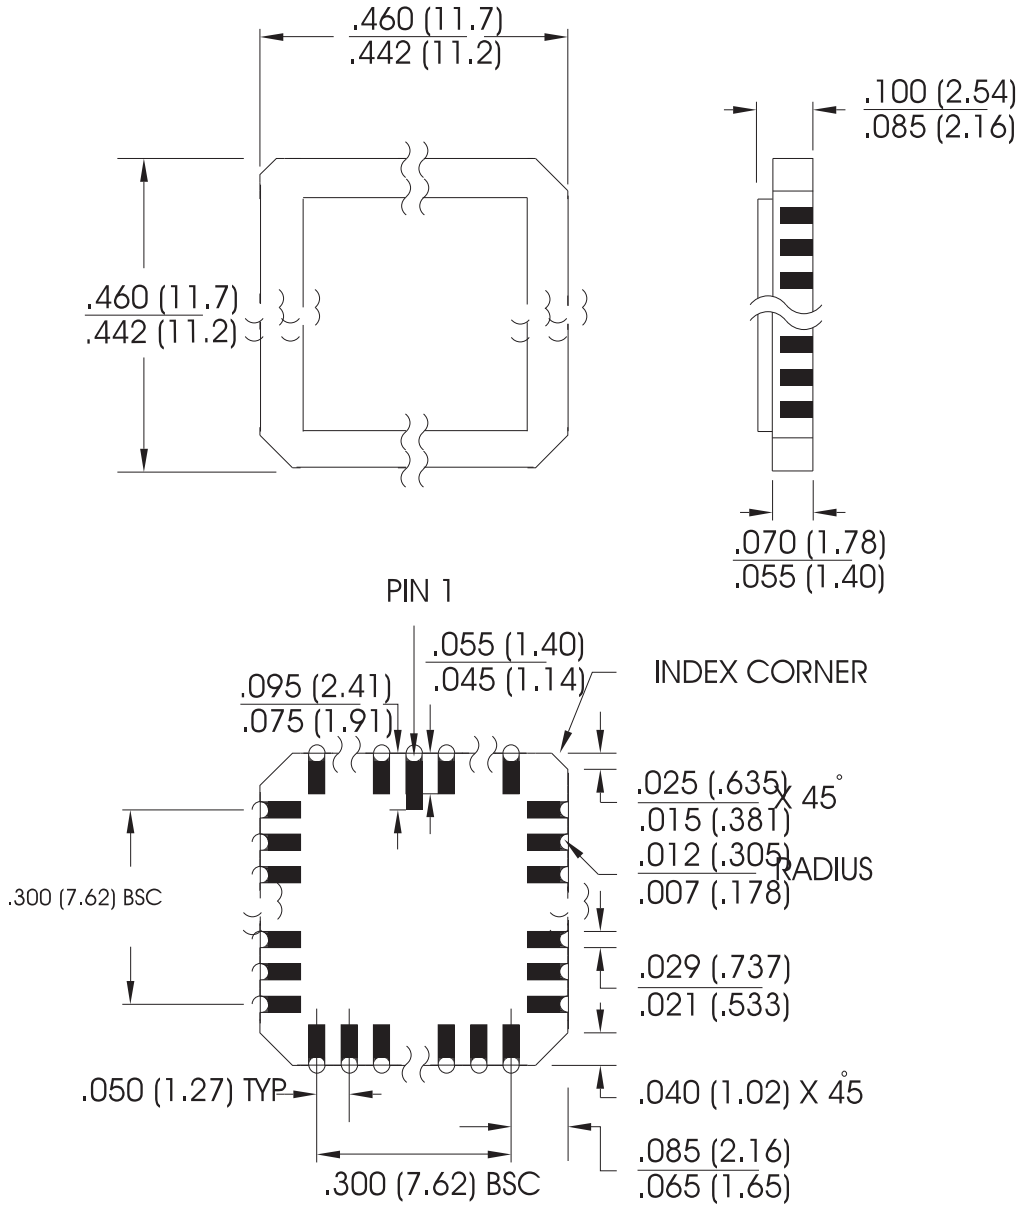 .460 (11.7)
.442 (11.2)
.100 (2.54)
.085 (2.16)
.460 (11.7)
.442 (11.2)
.070 (1.78)
.055 (1.40)
PIN 1
.055 (1.40)
.045 (1.14)
INDEX CORNER
.095 (2.41)
.075 (1.91)
.025 (.635)
.015 (.381)
X 45°
.012 (.305)
.007 (.178)
RADIUS
.300 (7.62) BSC
.029 (.737)
.021 (.533)
.050 (1.27) TYP
.040 (1.02) X 45°
.085 (2.16)
.065 (1.65)
.300 (7.62) BSC